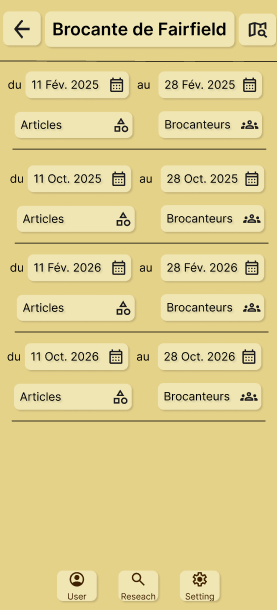 Brocante de Fairfield
du 11 Fév. 2025 au 28 Fév. 2025
Articles Brocanteurs
du 11 Oct. 2025 au 28 Oct. 2025
Articles Brocanteurs
du 11 Fév. 2026 au 28 Fév. 2026
Articles Brocanteurs
du 11 Oct. 2026 au 28 Oct. 2026
Articles Brocanteurs
User Reseach Setting